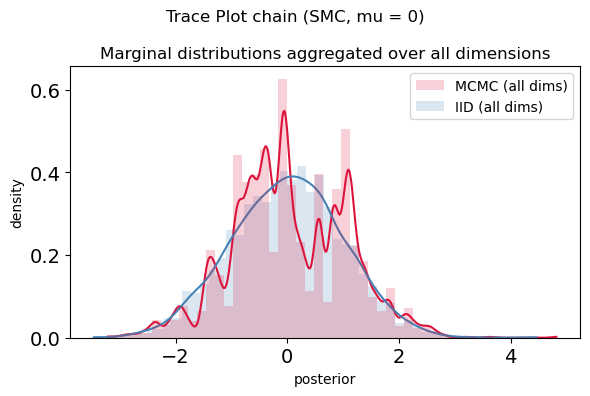 Trace Plot chain (SMC, mu = 0)
Marginal distributions aggregated over all dimensions
MCMC (all dims)
IID (all dims)
density
0.6
0.4
0.2
0.0
−2
0
2
4
posterior